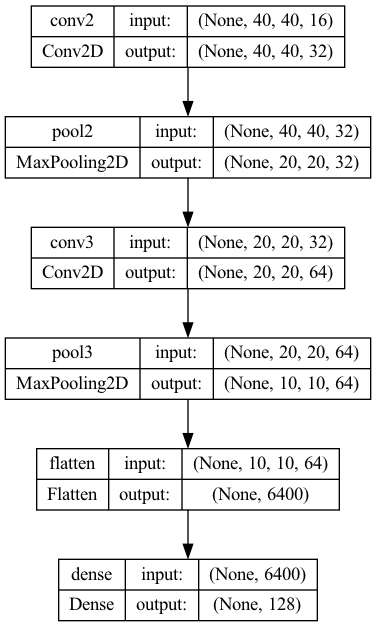 conv2 input: (None, 40, 40, 16)
Conv2D output: (None, 40, 40, 32)
pool2 input: (None, 40, 40, 32)
MaxPooling2D output: (None, 20, 20, 32)
conv3 input: (None, 20, 20, 32)
Conv2D output: (None, 20, 20, 64)
pool3 input: (None, 20, 20, 64)
MaxPooling2D output: (None, 10, 10, 64)
flatten input: (None, 10, 10, 64)
Flatten output: (None, 6400)
dense input: (None, 6400)
Dense output: (None, 128)